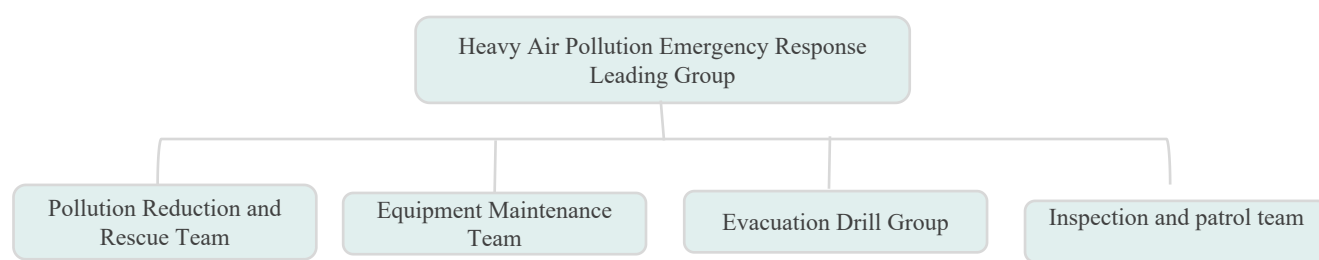 Heavy Air Pollution Emergency Response
Leading Group
Pollution Reduction and
Rescue Team
Equipment Maintenance
Team
Evacuation Drill Group
Inspection and patrol team